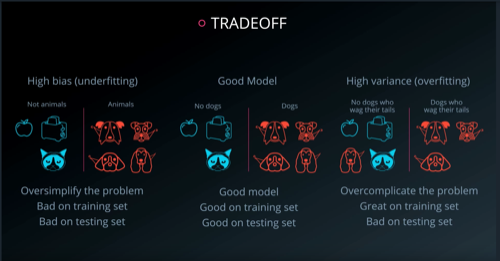 TRADEOFF
High bias (underfitting)
Not animals
Animals
Oversimplify the problem
Bad on training set
Bad on testing set
Good Model
No dogs
Dogs
Good model
Good on training set
Good on testing set
High variance (overfitting)
No dogs who
wag their tails
Dogs who
wag their tails
Overcomplicate the problem
Great on training set
Bad on testing set